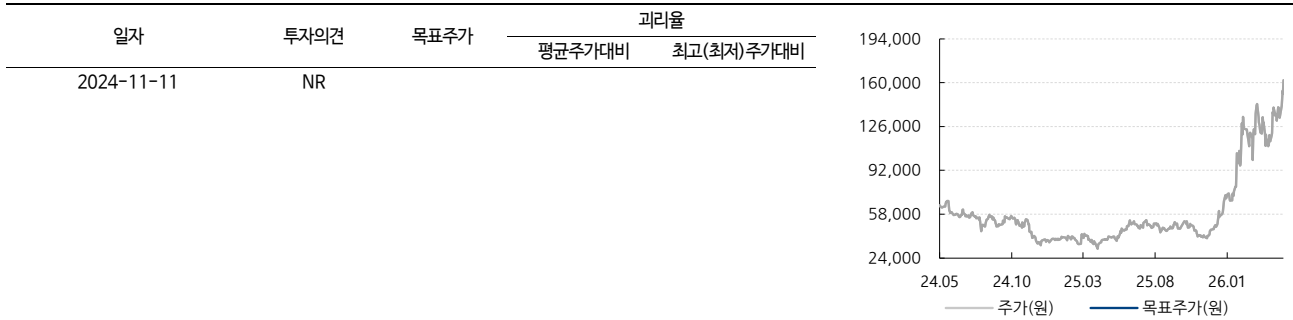 일자 투자의견 목표주가 괴리율
평균주가대비 최고(최저)주가대비
2024-11-11 NR
194,000
160,000
126,000
92,000
58,000
24,000
24.05 24.10 25.03 25.08 26.01
주가(원) 목표주가(원)